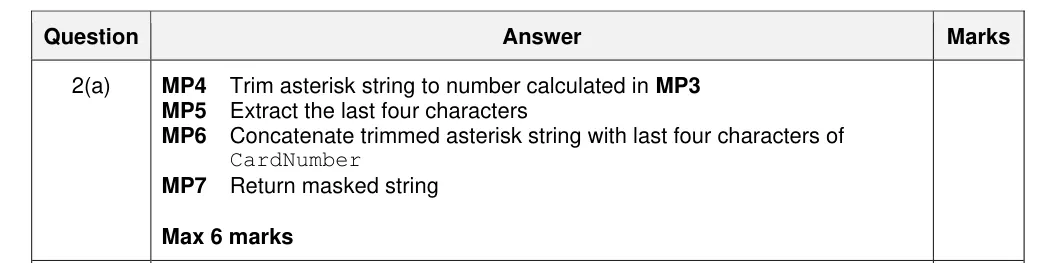 Question Answer Marks
2(a) MP4 Trim asterisk string to number calculated in MP3
MP5 Extract the last four characters
MP6 Concatenate trimmed asterisk string with last four characters of
CardNumber
MP7 Return masked string
Max 6 marks